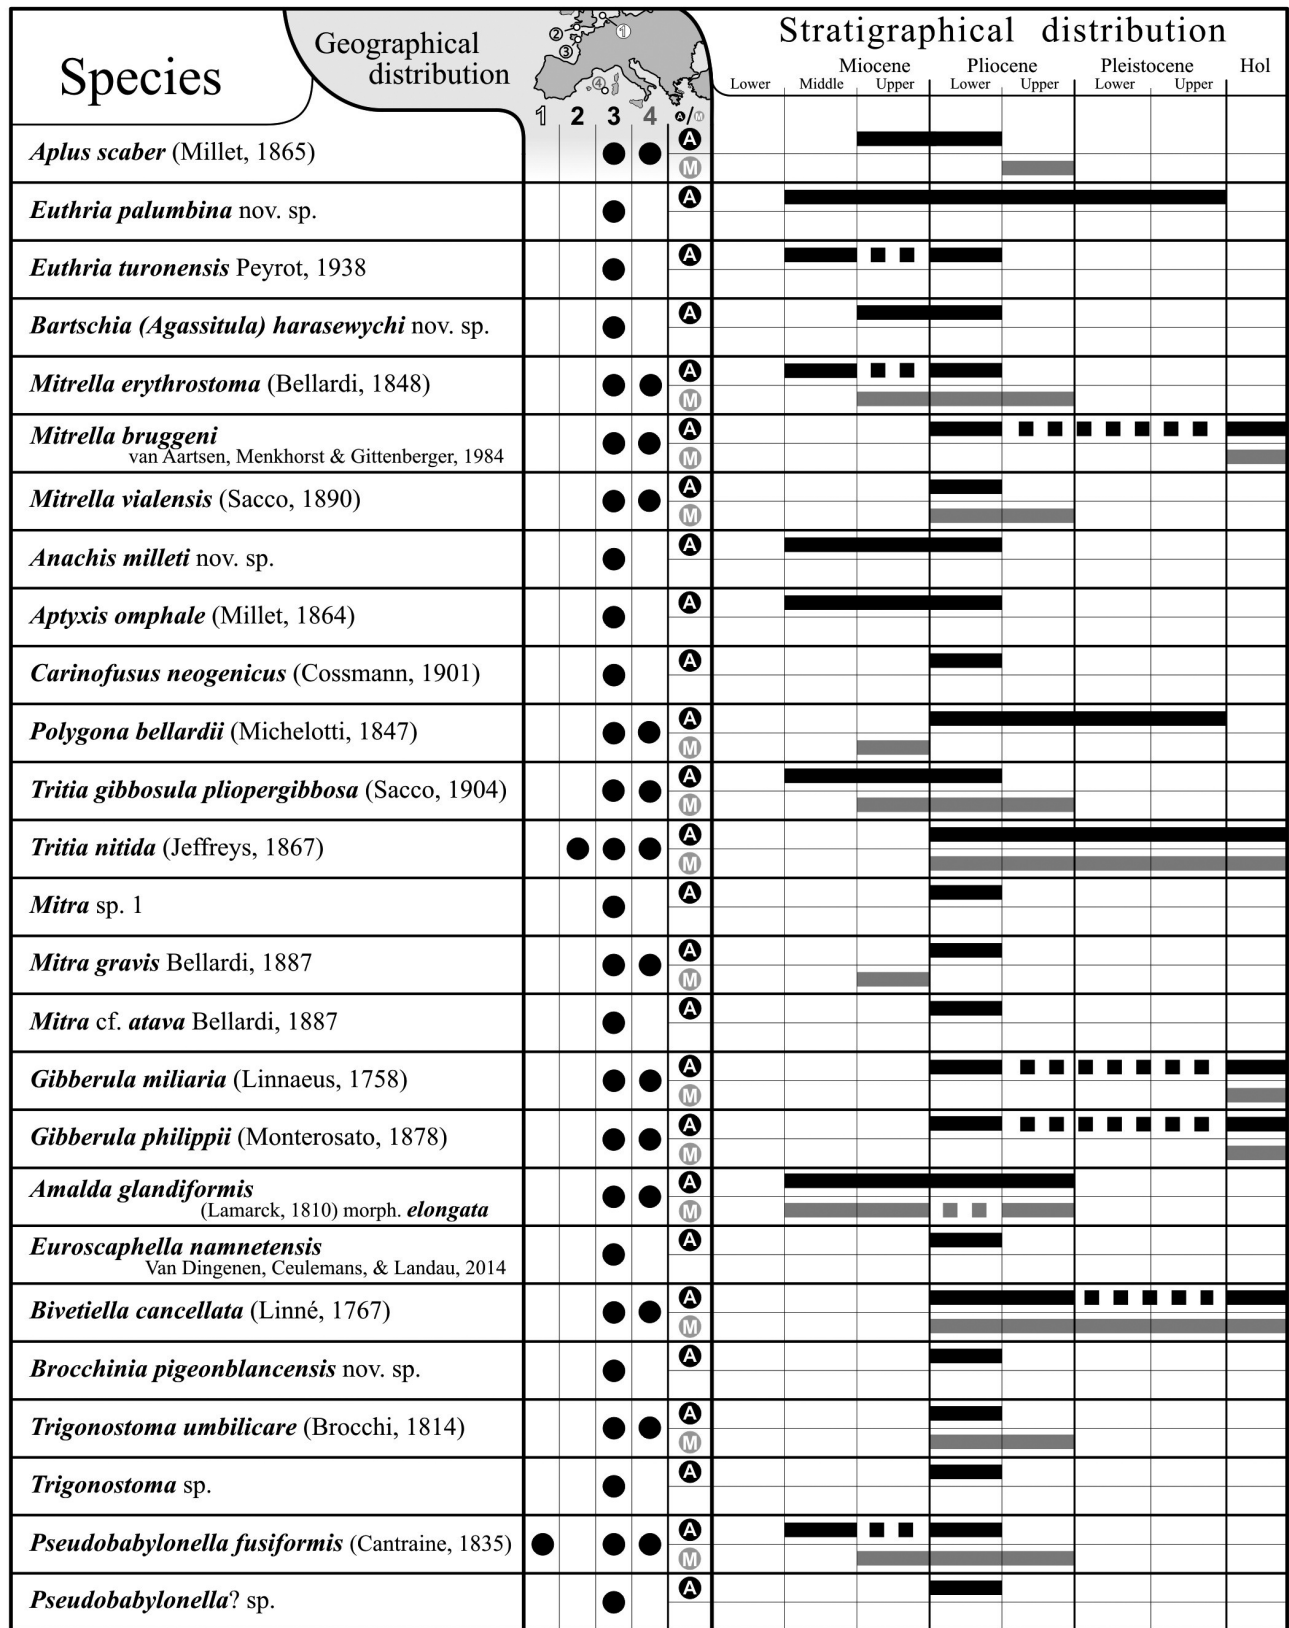 Species
Geographical
distribution
① ② ③ ④
1 2 3 4 A/M
Stratigraphical distribution
Miocene Pliocene Pleistocene Hol
Lower Middle Upper Lower Upper Lower Upper
Aplus scaber (Millet, 1865) A
M
Euthria palumbina nov. sp. A
Euthria turonensis Peyrot, 1938 A
Bartschia (Agassitula) harasewychi nov. sp. A
Mitrella erythrostoma (Bellardi, 1848) A
M
Mitrella bruggeni A
van Aartsen, Menkhorst & Gittenberger, 1984 M
Mitrella vialensis (Sacco, 1890) A
M
Anachis milleti nov. sp. A
Aptyxis omphale (Millet, 1864) A
Carinofusus neogenicus (Cossmann, 1901) A
Polygona bellardii (Michelotti, 1847) A
M
Tritia gibbosula pliopergibbosa (Sacco, 1904) A
M
Tritia nitida (Jeffreys, 1867) A
M
Mitra sp. 1 A
Mitra gravis Bellardi, 1887 A
M
Mitra cf. atava Bellardi, 1887 A
Gibberula miliaria (Linnaeus, 1758) A
M
Gibberula philippii (Monterosato, 1878) A
M
Amalda glandiformis A
(Lamarck, 1810) morph. elongata M
Euroscaphella namnetensis A
Van Dingenen, Ceulemans, & Landau, 2014
Bivetiella cancellata (Linné, 1767) A
M
Brocchinia pigeonblancensis nov. sp. A
Trigonostoma umbilicare (Brocchi, 1814) A
M
Trigonostoma sp. A
Pseudobabylonella fusiformis (Cantraine, 1835) A
M
Pseudobabylonella? sp. A